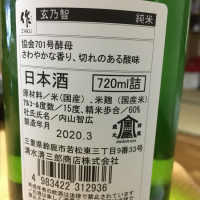 作 玄乃智 純米
ZAKU
協会701号酵母
さわやかな香り、切れのある酸味
日本酒 720ml詰
原材料/米(国産)、米麹(国産米)
アルコール度数/15度、精米歩合/60%
杜氏氏名/内山智広
製造年月
2020.3
三重県鈴鹿市若松東三丁目9番33号
清水清三郎商店株式会社
4 983422 312936